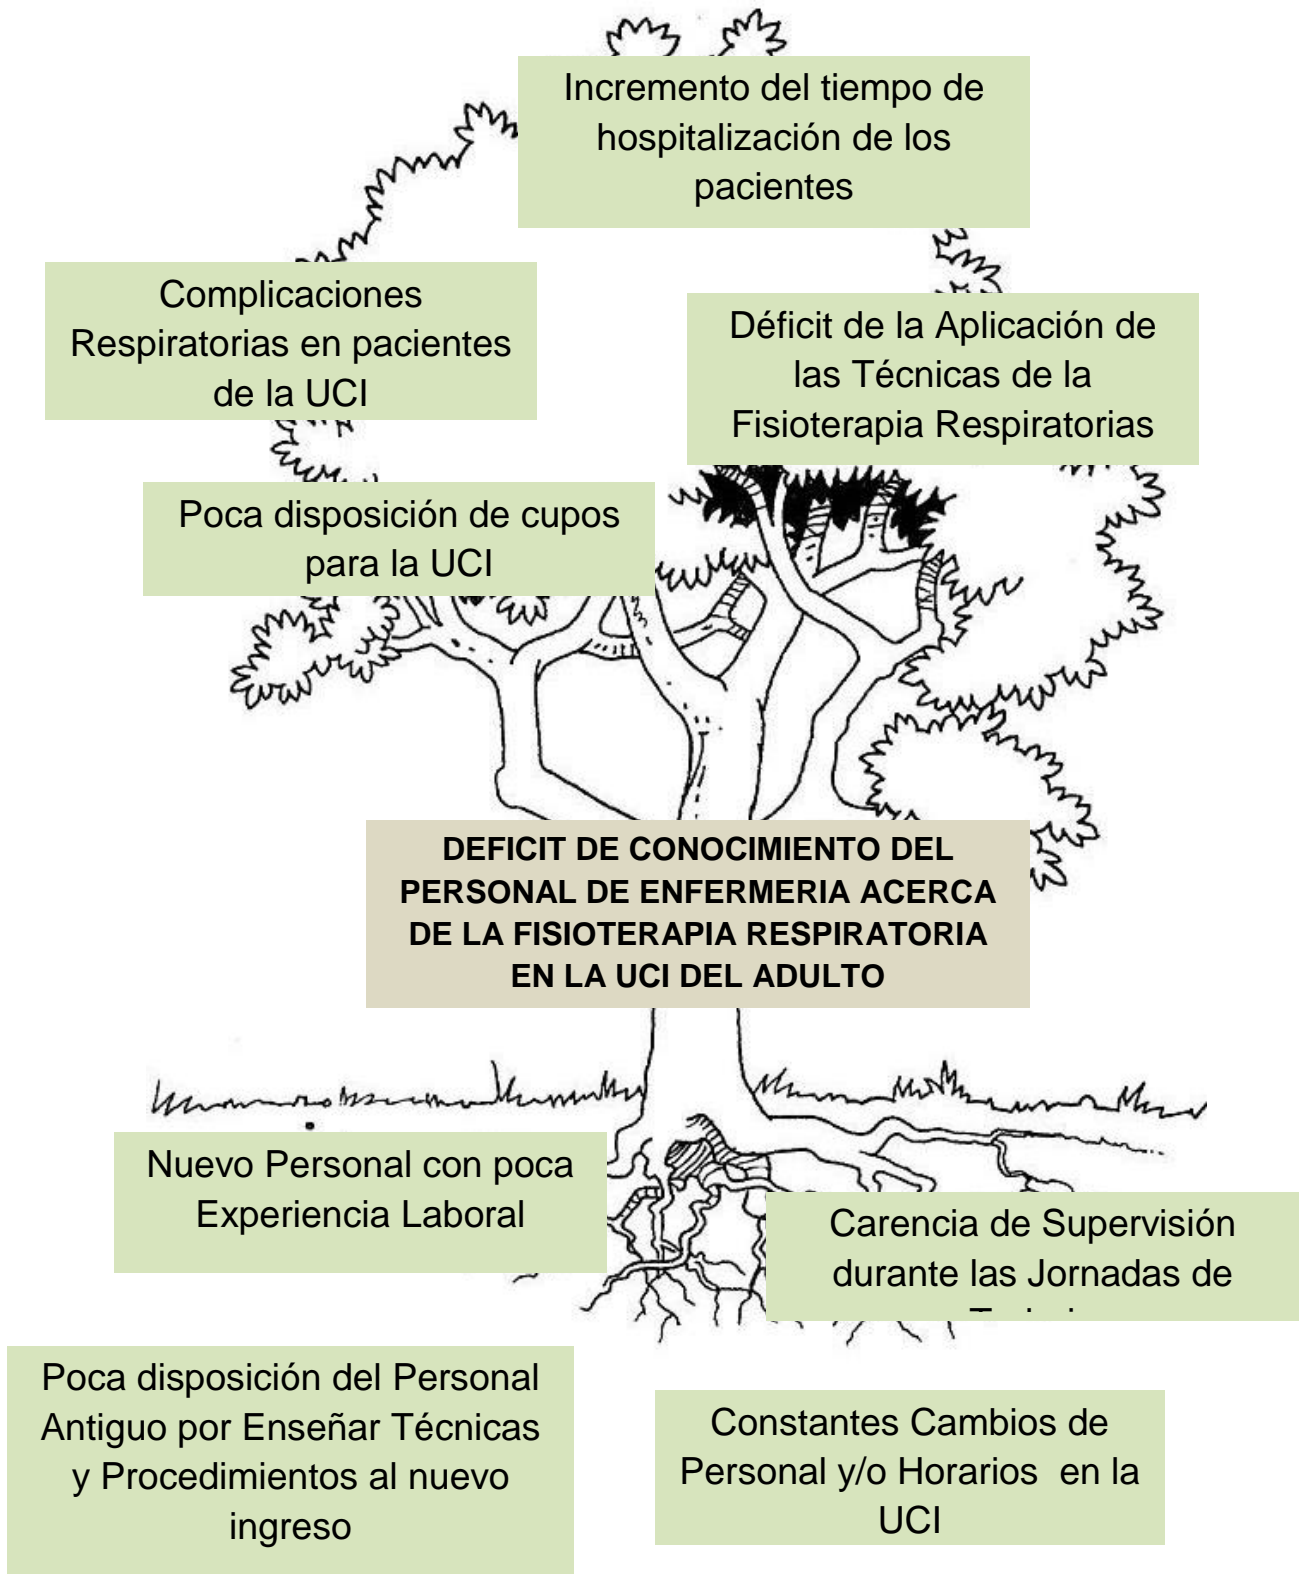 Incremento del tiempo de
hospitalización de los
pacientes
Complicaciones
Respiratorias en pacientes
de la UCI
Déficit de la Aplicación de
las Técnicas de la
Fisioterapia Respiratorias
Poca disposición de cupos
para la UCI
DEFICIT DE CONOCIMIENTO DEL
PERSONAL DE ENFERMERIA ACERCA
DE LA FISIOTERAPIA RESPIRATORIA
EN LA UCI DEL ADULTO
Nuevo Personal con poca
Experiencia Laboral
Carencia de Supervisión
durante las Jornadas de
Poca disposición del Personal
Antiguo por Enseñar Técnicas
y Procedimientos al nuevo
ingreso
Constantes Cambios de
Personal y/o Horarios en la
UCI